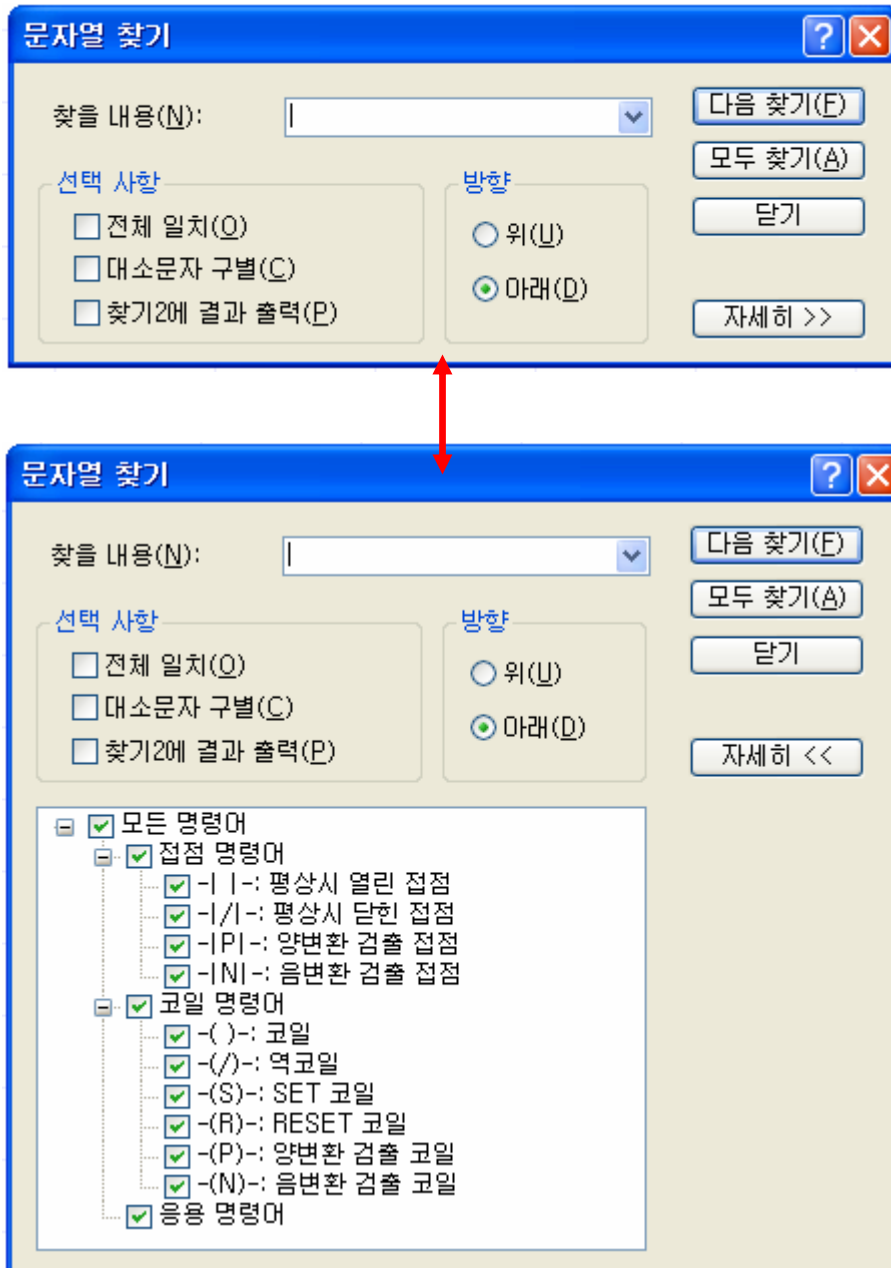 문자열 찾기
찾을 내용(N):
다음 찾기(F)
모두 찾기(A)
닫기
선택 사항
전체 일치(O)
대소문자 구별(C)
찾기2에 결과 출력(P)
방향
위(U)
아래(D)
자세히 >>
문자열 찾기
찾을 내용(N):
다음 찾기(F)
모두 찾기(A)
닫기
선택 사항
전체 일치(O)
대소문자 구별(C)
찾기2에 결과 출력(P)
방향
위(U)
아래(D)
자세히 <<
모든 명령어
접점 명령어
-| |-: 평상시 열린 접점
-|/|-: 평상시 닫힌 접점
-|P|-: 양변환 검출 접점
-|N|-: 음변환 검출 접점
코일 명령어
-( )-: 코일
-(/)-: 역코일
-(S)-: SET 코일
-(R)-: RESET 코일
-(P)-: 양변환 검출 코일
-(N)-: 음변환 검출 코일
응용 명령어